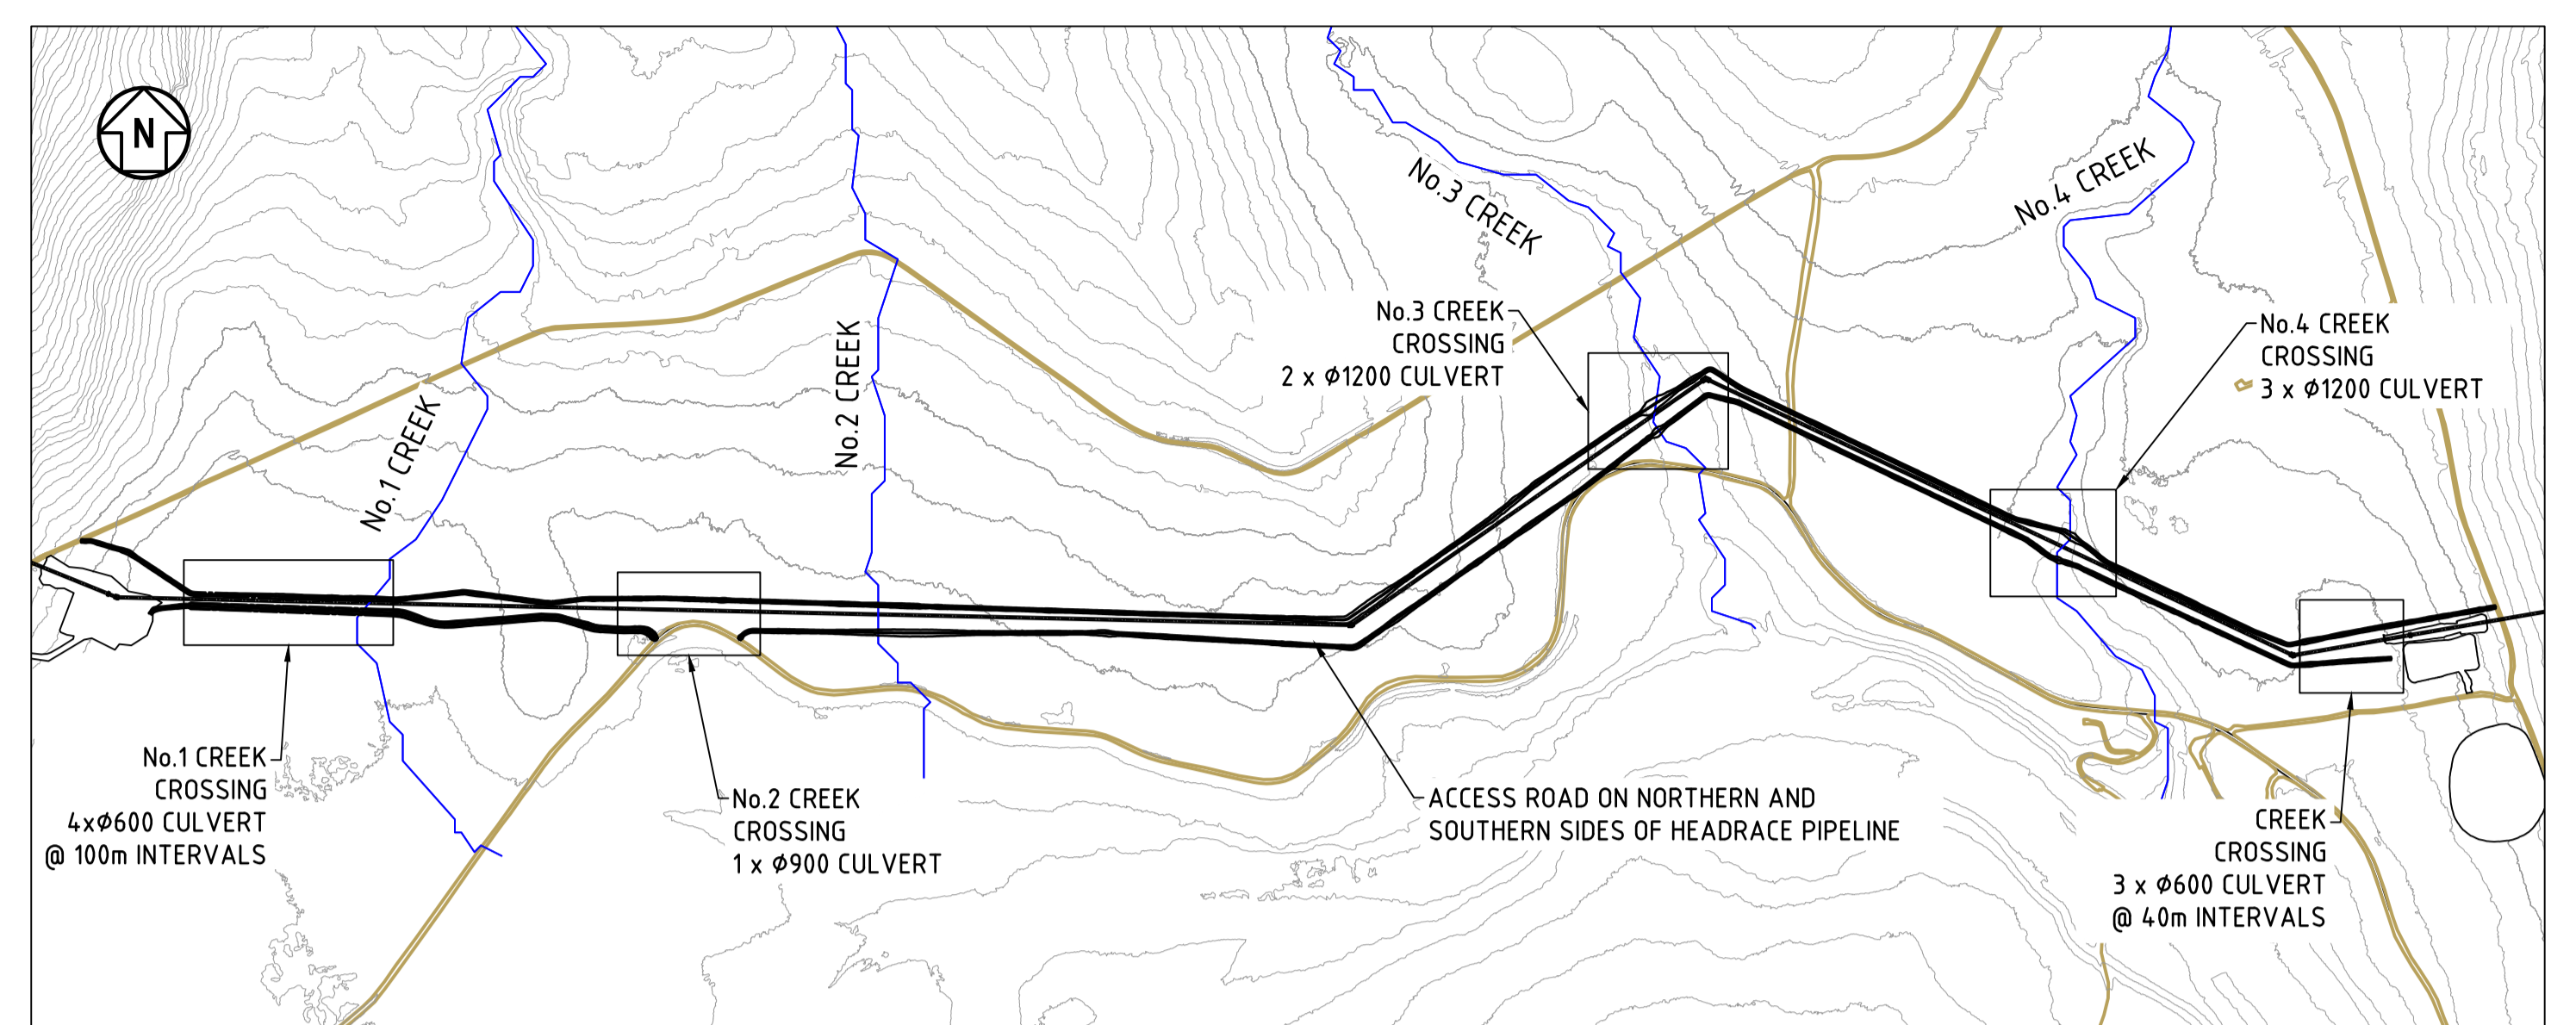 N
No.1 CREEK
No.2 CREEK
No.3 CREEK
No.4 CREEK
No.3 CREEK
CROSSING
2 x Ø1200 CULVERT
No.4 CREEK
CROSSING
3 x Ø1200 CULVERT
No.1 CREEK
CROSSING
4xØ600 CULVERT
@ 100m INTERVALS
No.2 CREEK
CROSSING
1 x Ø900 CULVERT
ACCESS ROAD ON NORTHERN AND
SOUTHERN SIDES OF HEADRACE PIPELINE
CREEK
CROSSING
3 x Ø600 CULVERT
@ 40m INTERVALS